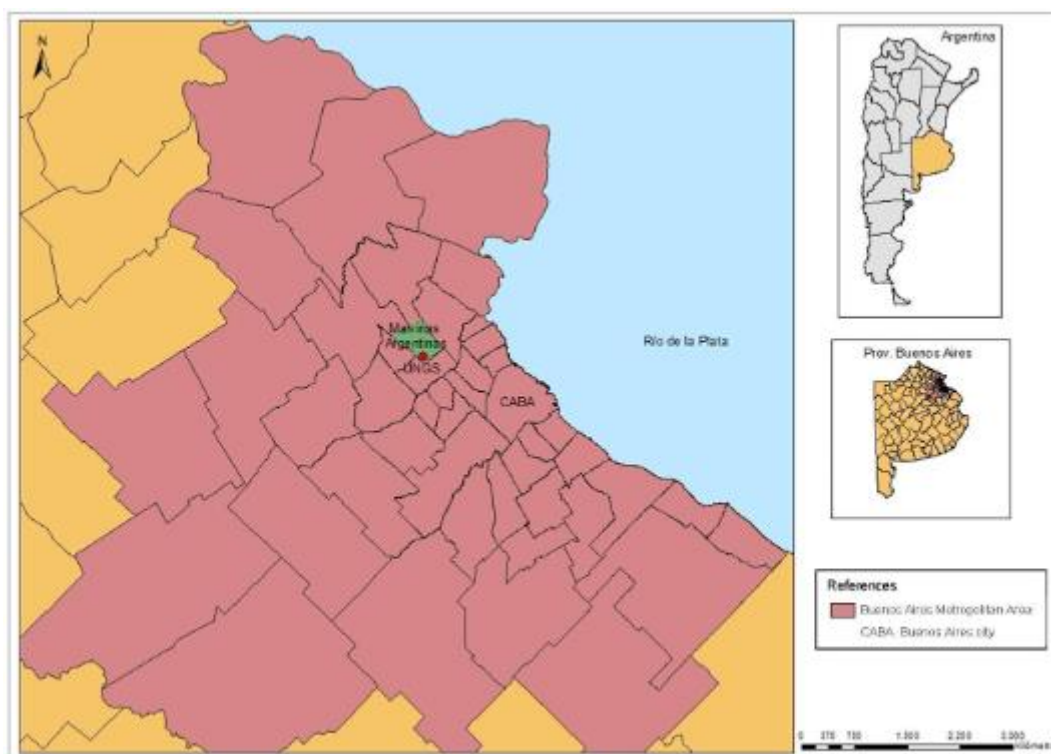 N
Malvinas
Argentinas
UNGS
CABA
Río de la Plata
Argentina
Prov. Buenos Aires
References
Buenos Aires Metropolitan Area
CABA Buenos Aires city
0